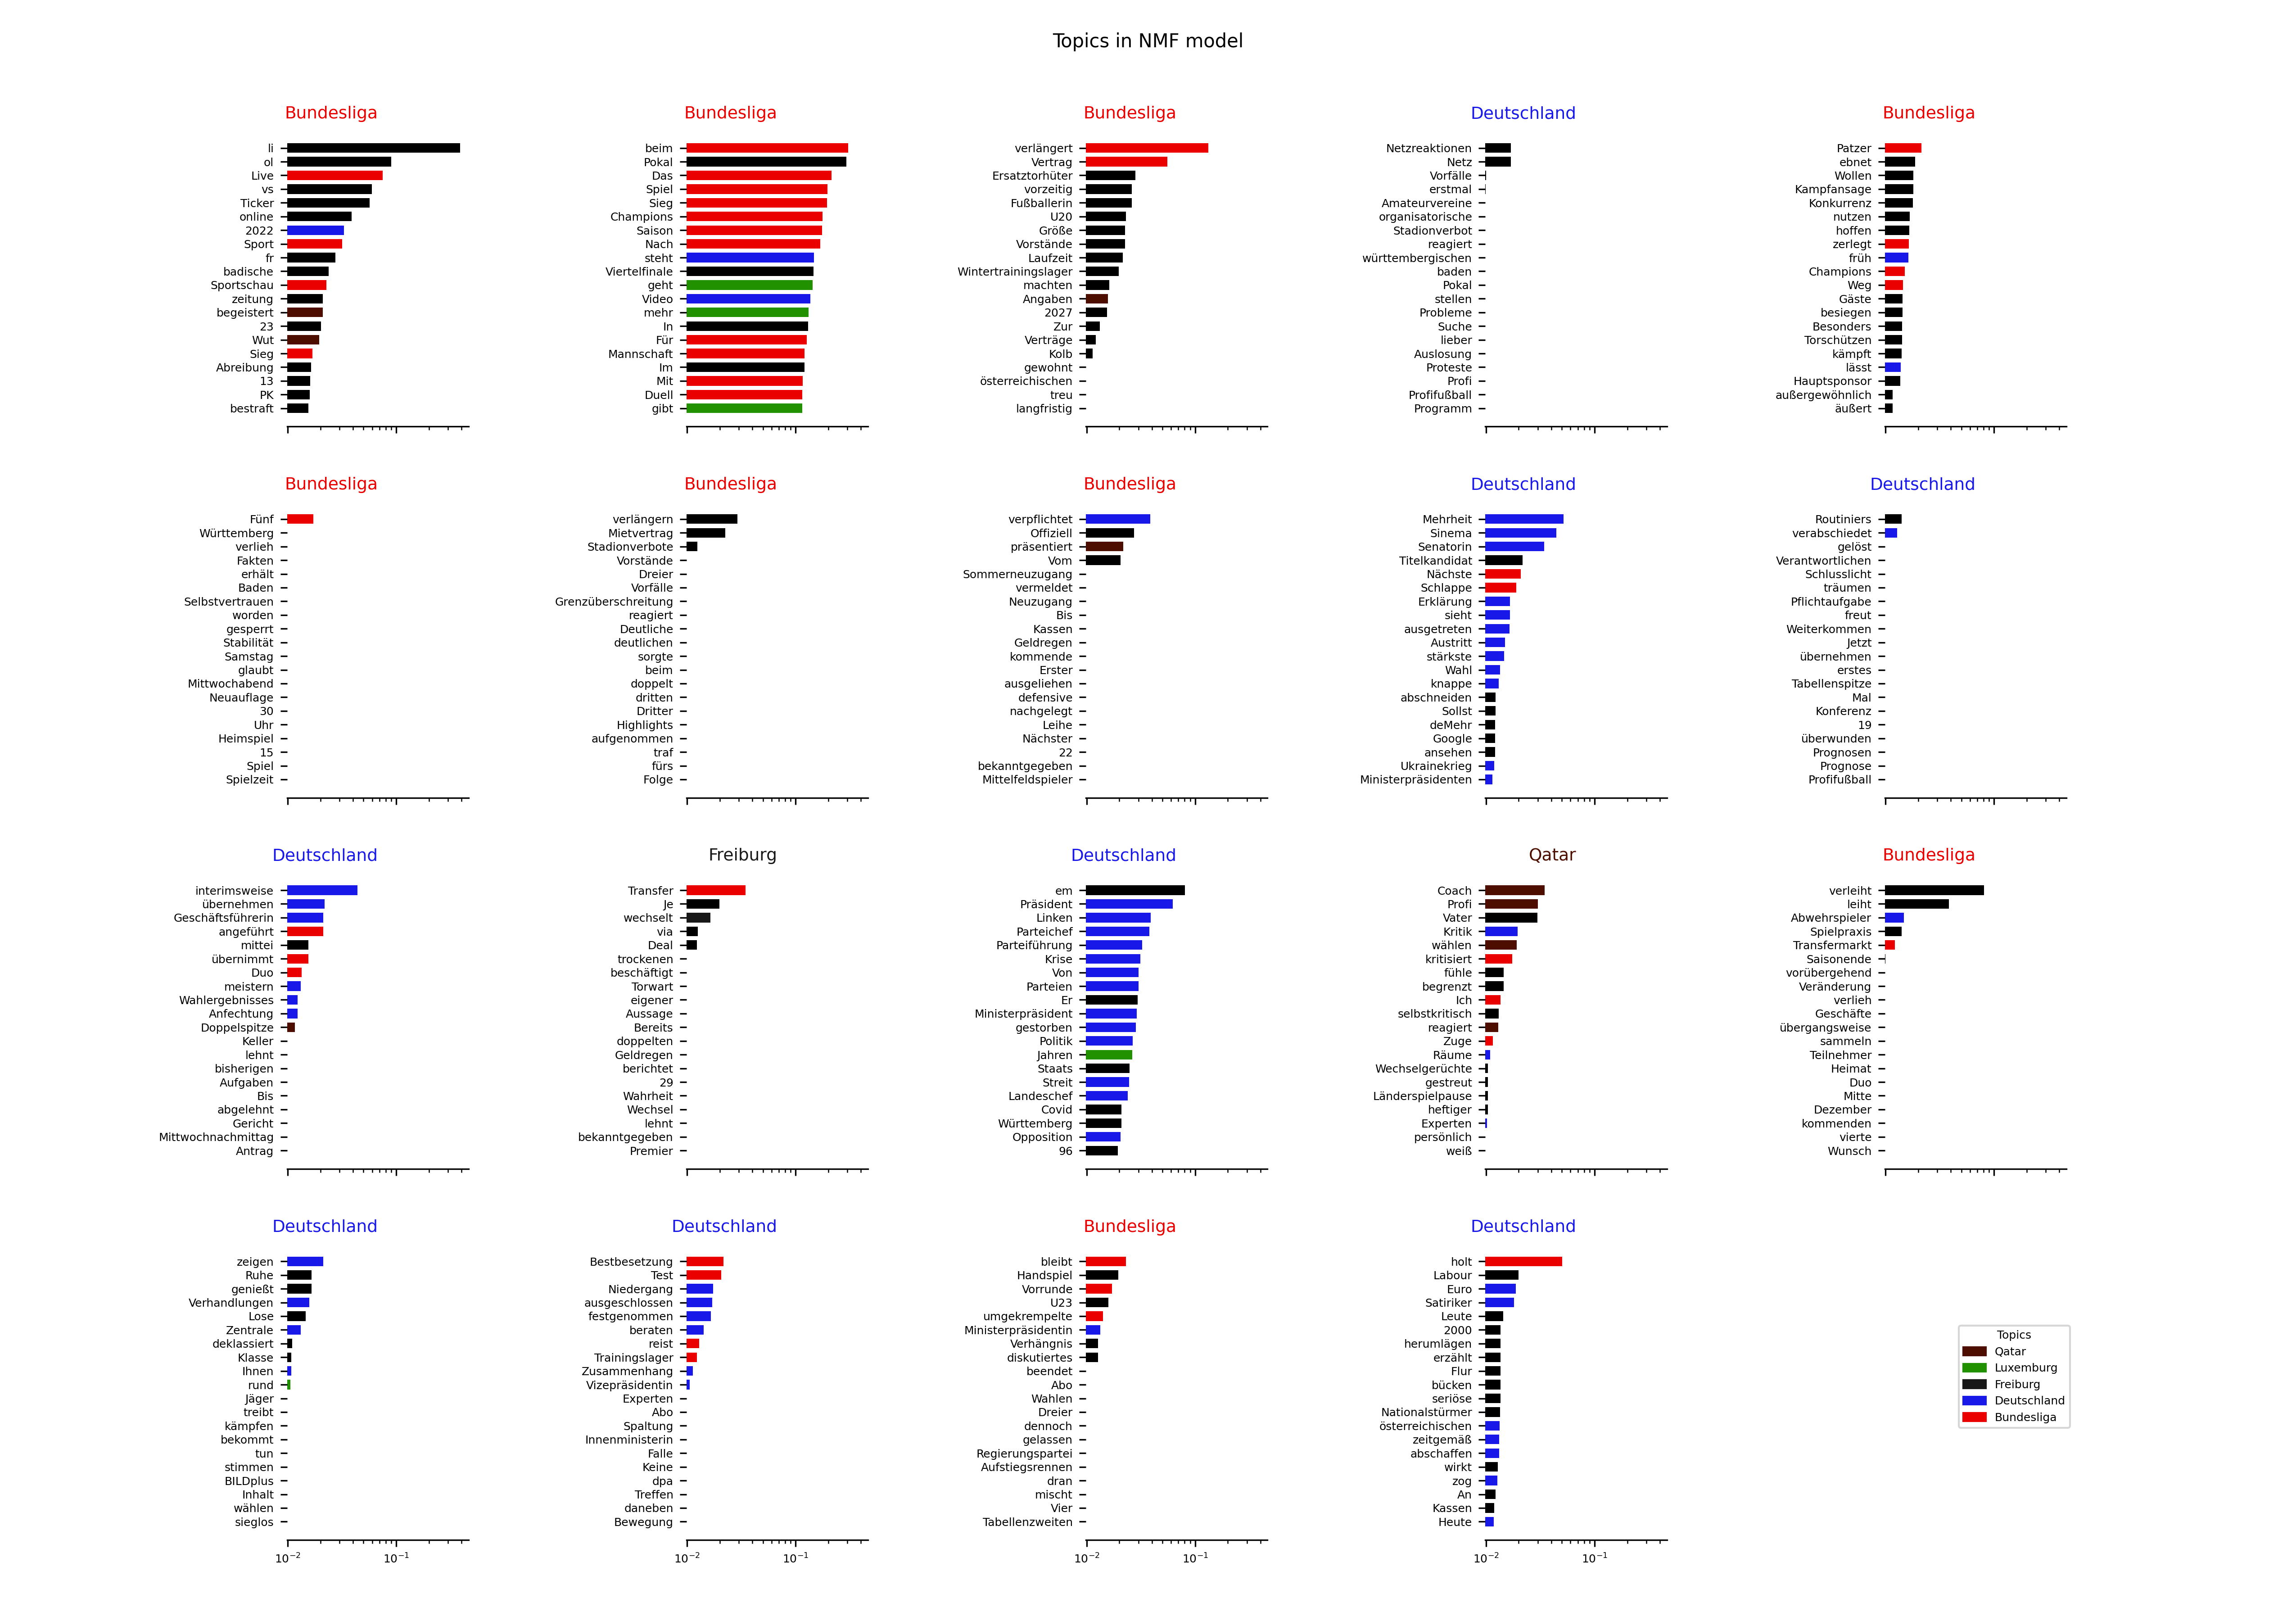 Topics in NMF model
Bundesliga
li
ol
Live
vs
Ticker
online
2022
Sport
fr
badische
Sportschau
zeitung
begeistert
23
Wut
Sieg
Abreibung
13
PK
bestraft
Bundesliga
beim
Pokal
Das
Spiel
Sieg
Champions
Saison
Nach
steht
Viertelfinale
geht
Video
mehr
In
Für
Mannschaft
Im
Mit
Duell
gibt
Bundesliga
verlängert
Vertrag
Ersatztorhüter
vorzeitig
Fußballerin
U20
Größe
Vorstände
Laufzeit
Wintertrainingslager
machten
Angaben
2027
Zur
Verträge
Kolb
gewohnt
österreichischen
treu
langfristig
Deutschland
Netzreaktionen
Netz
Vorfälle
erstmal
Amateurvereine
organisatorische
Stadionverbot
reagiert
württembergischen
baden
Pokal
stellen
Probleme
Suche
lieber
Auslosung
Proteste
Profi
Profifußball
Programm
Bundesliga
Patzer
ebnet
Wollen
Kampfansage
Konkurrenz
nutzen
hoffen
zerlegt
früh
Champions
Weg
Gäste
besiegen
Besonders
Torschützen
kämpft
lässt
Hauptsponsor
außergewöhnlich
äußert
Bundesliga
Fünf
Württemberg
verlieh
Fakten
erhält
Baden
Selbstvertrauen
worden
gesperrt
Stabilität
Samstag
glaubt
Mittwochabend
Neuauflage
30
Uhr
Heimspiel
15
Spiel
Spielzeit
Bundesliga
verlängern
Mietvertrag
Stadionverbote
Vorstände
Dreier
Vorfälle
Grenzüberschreitung
reagiert
Deutliche
deutlichen
sorgte
beim
doppelt
dritten
Dritter
Highlights
aufgenommen
traf
fürs
Folge
Bundesliga
verpflichtet
Offiziell
präsentiert
Vom
Sommerneuzugang
vermeldet
Neuzugang
Bis
Kassen
Geldregen
kommende
Erster
ausgeliehen
defensive
nachgelegt
Leihe
Nächster
22
bekanntgegeben
Mittelfeldspieler
Deutschland
Mehrheit
Sinema
Senatorin
Titelkandidat
Nächste
Schlappe
Erklärung
sieht
ausgetreten
Austritt
stärkste
Wahl
knappe
abschneiden
Sollst
deMehr
Google
ansehen
Ukrainekrieg
Ministerpräsidenten
Deutschland
Routiniers
verabschiedet
gelöst
Verantwortlichen
Schlusslicht
träumen
Pflichtaufgabe
freut
Weiterkommen
Jetzt
übernehmen
erstes
Tabellenspitze
Mal
Konferenz
19
überwunden
Prognosen
Prognose
Profifußball
Deutschland
interimsweise
übernehmen
Geschäftsführerin
angeführt
mittei
übernimmt
Duo
meistern
Wahlergebnisses
Anfechtung
Doppelspitze
Keller
lehnt
bisherigen
Aufgaben
Bis
abgelehnt
Gericht
Mittwochnachmittag
Antrag
Freiburg
Transfer
Je
wechselt
via
Deal
trockenen
beschäftigt
Torwart
eigener
Aussage
Bereits
doppelten
Geldregen
berichtet
29
Wahrheit
Wechsel
lehnt
bekanntgegeben
Premier
Deutschland
em
Präsident
Linken
Parteichef
Parteiführung
Krise
Von
Parteien
Er
Ministerpräsident
gestorben
Politik
Jahren
Staats
Streit
Landeschef
Covid
Württemberg
Opposition
96
Qatar
Coach
Profi
Vater
Kritik
wählen
kritisiert
fühle
begrenzt
Ich
selbstkritisch
reagiert
Zuge
Räume
Wechselgerüchte
gestreut
Länderspielpause
heftiger
Experten
persönlich
weiß
Bundesliga
verleiht
leiht
Abwehrspieler
Spielpraxis
Transfermarkt
Saisonende
vorübergehend
Veränderung
verlieh
Geschäfte
übergangsweise
sammeln
Teilnehmer
Heimat
Duo
Mitte
Dezember
kommenden
vierte
Wunsch
Deutschland
zeigen
Ruhe
genießt
Verhandlungen
Lose
Zentrale
deklassiert
Klasse
Ihnen
rund
Jäger
treibt
kämpfen
bekommt
tun
stimmen
BILDplus
Inhalt
wählen
sieglos
10⁻² 10⁻¹
Deutschland
Bestbesetzung
Test
Niedergang
ausgeschlossen
festgenommen
beraten
reist
Trainingslager
Zusammenhang
Vizepräsidentin
Experten
Abo
Spaltung
Innenministerin
Falle
Keine
dpa
Treffen
daneben
Bewegung
10⁻² 10⁻¹
Bundesliga
bleibt
Handspiel
Vorrunde
U23
umgekrempelte
Ministerpräsidentin
Verhängnis
diskutiertes
beendet
Abo
Wahlen
Dreier
dennoch
gelassen
Regierungspartei
Aufstiegsrennen
dran
mischt
Vier
Tabellenzweiten
10⁻² 10⁻¹
Deutschland
holt
Labour
Euro
Satiriker
Leute
2000
herumlägen
erzählt
Flur
bücken
seriöse
Nationalstürmer
österreichischen
zeitgemäß
abschaffen
wirkt
zog
An
Kassen
Heute
10⁻² 10⁻¹
Topics
Qatar
Luxemburg
Freiburg
Deutschland
Bundesliga